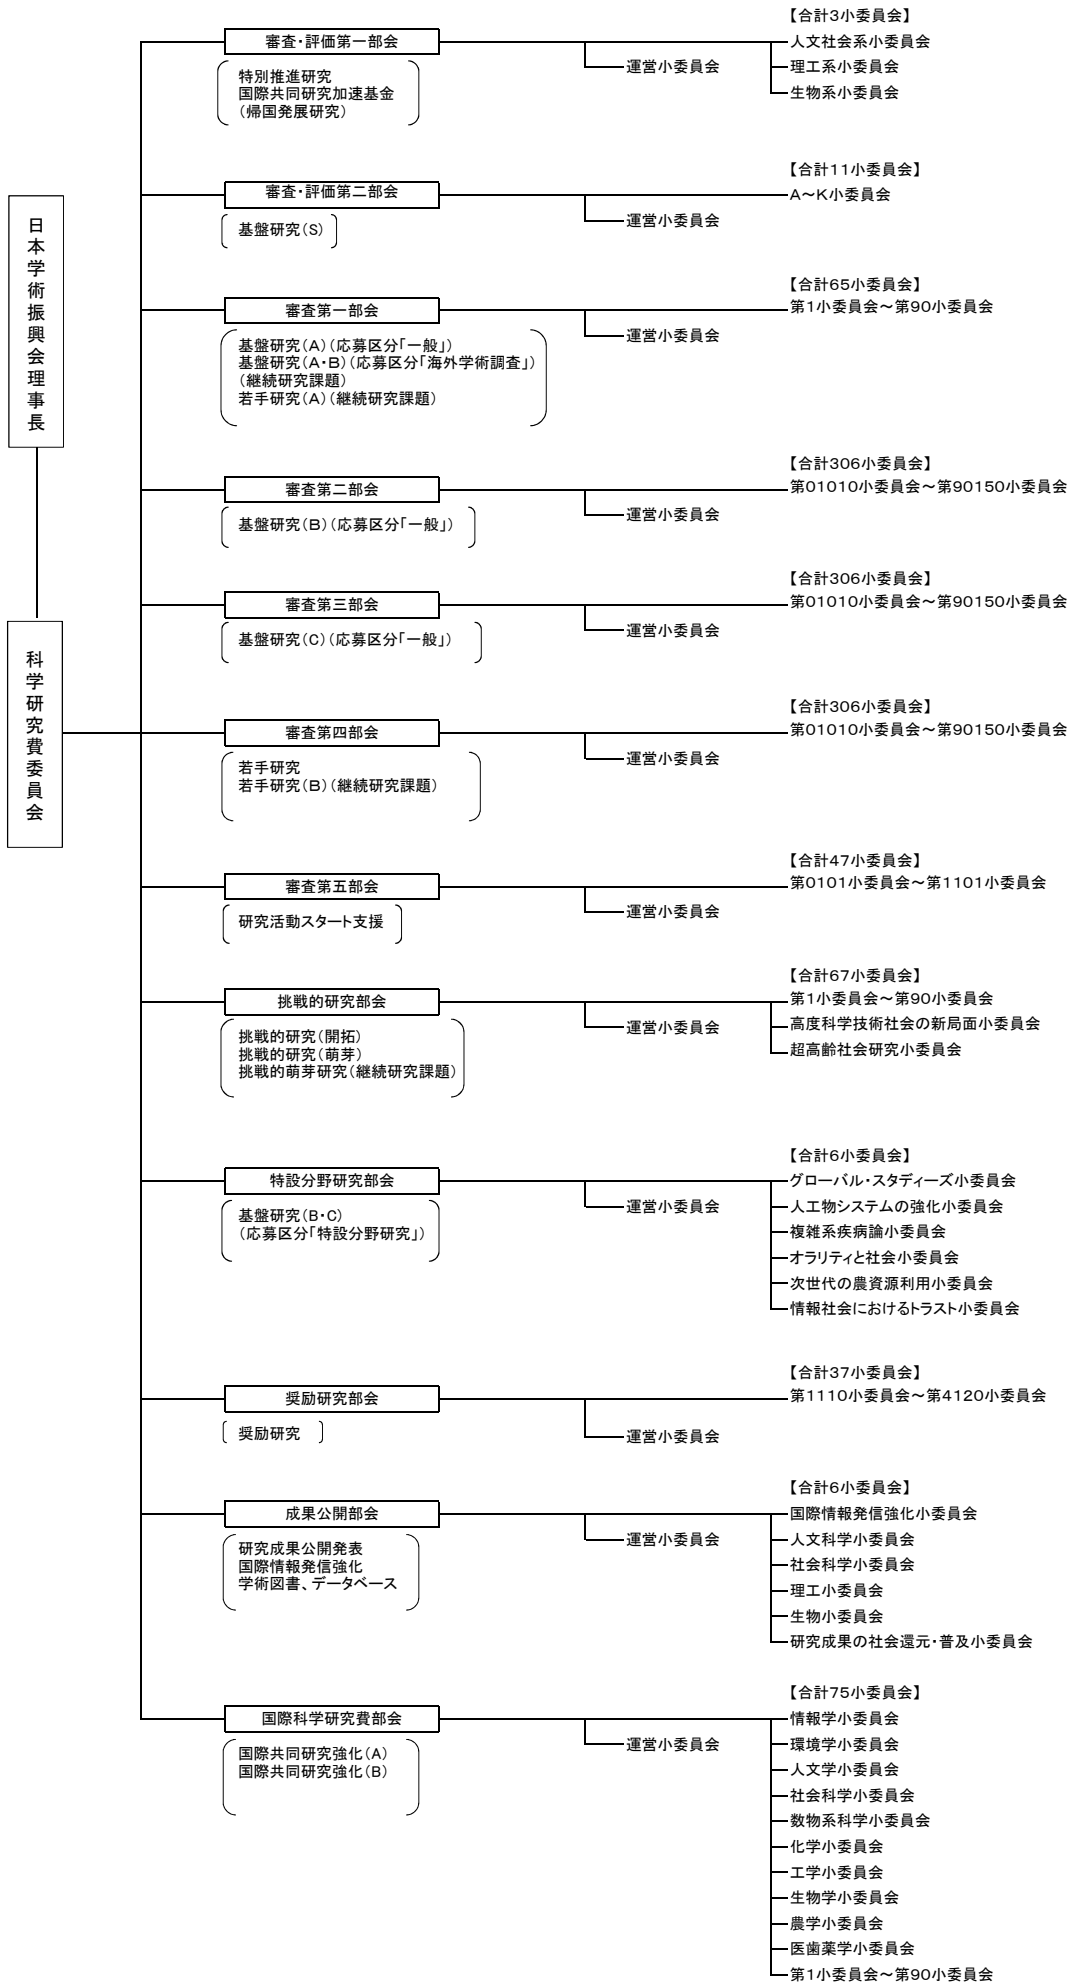 日本学術振興会理事長
科学研究費委員会
審査・評価第一部会
特別推進研究
国際共同研究加速基金
(帰国発展研究)
運営小委員会
【合計3小委員会】
人文社会系小委員会
理工系小委員会
生物系小委員会
審査・評価第二部会
基盤研究(S)
運営小委員会
【合計11小委員会】
A~K小委員会
審査第一部会
基盤研究(A)(応募区分「一般」)
基盤研究(A・B)(応募区分「海外学術調査」)
(継続研究課題)
若手研究(A)(継続研究課題)
運営小委員会
【合計65小委員会】
第1小委員会~第90小委員会
審査第二部会
基盤研究(B)(応募区分「一般」)
運営小委員会
【合計306小委員会】
第01010小委員会~第90150小委員会
審査第三部会
基盤研究(C)(応募区分「一般」)
運営小委員会
【合計306小委員会】
第01010小委員会~第90150小委員会
審査第四部会
若手研究
若手研究(B)(継続研究課題)
運営小委員会
【合計306小委員会】
第01010小委員会~第90150小委員会
審査第五部会
研究活動スタート支援
運営小委員会
【合計47小委員会】
第0101小委員会~第1101小委員会
挑戦的研究部会
挑戦的研究(開拓)
挑戦的研究(萌芽)
挑戦的萌芽研究(継続研究課題)
運営小委員会
【合計67小委員会】
第1小委員会~第90小委員会
高度科学技術社会の新局面小委員会
超高齢社会研究小委員会
特設分野研究部会
基盤研究(B・C)
(応募区分「特設分野研究」)
運営小委員会
【合計6小委員会】
グローバル・スタディーズ小委員会
人工物システムの強化小委員会
複雑系疾病論小委員会
オラリティと社会小委員会
次世代の農資源利用小委員会
情報社会におけるトラスト小委員会
奨励研究部会
奨励研究
運営小委員会
【合計37小委員会】
第1110小委員会~第4120小委員会
成果公開部会
研究成果公開発表
国際情報発信強化
学術図書、データベース
運営小委員会
【合計6小委員会】
国際情報発信強化小委員会
人文科学小委員会
社会科学小委員会
理工小委員会
生物小委員会
研究成果の社会還元・普及小委員会
国際科学研究費部会
国際共同研究強化(A)
国際共同研究強化(B)
運営小委員会
【合計75小委員会】
情報学小委員会
環境学小委員会
人文学小委員会
社会科学小委員会
数物系科学小委員会
化学小委員会
工学小委員会
生物学小委員会
農学小委員会
医歯薬学小委員会
第1小委員会~第90小委員会